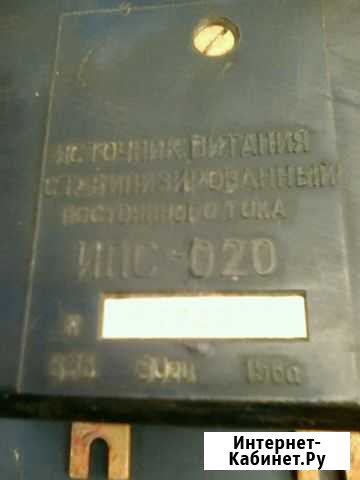 ИСТОЧНИК ПИТАНИЯ
СТАБИЛИЗИРОВАННЫЙ
ПОСТОЯННОГО ТОКА
ИПС-020
Интернет-
Кабинет.Ру